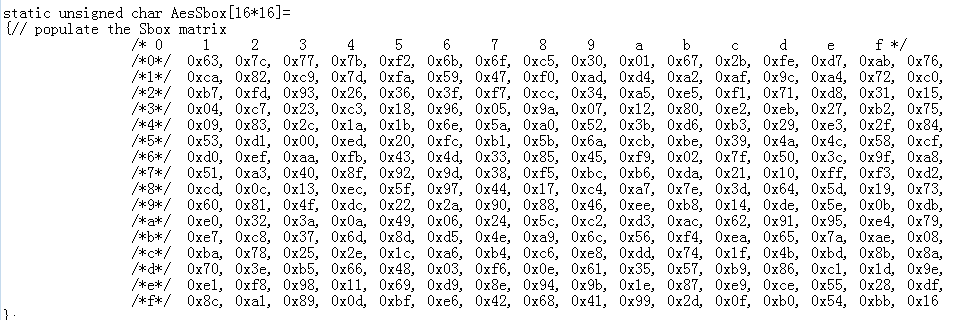 static unsigned char AesSbox[16*16]=
{// populate the Sbox matrix
/* 0 1 2 3 4 5 6 7 8 9 a b c d e f */
/*0*/ 0x63, 0x7c, 0x77, 0x7b, 0xf2, 0x6b, 0x6f, 0xc5, 0x30, 0x01, 0x67, 0x2b, 0xfe, 0xd7, 0xab, 0x76,
/*1*/ 0xca, 0x82, 0xc9, 0x7d, 0xfa, 0x59, 0x47, 0xf0, 0xad, 0xd4, 0xa2, 0xaf, 0x9c, 0xa4, 0x72, 0xc0,
/*2*/ 0xb7, 0xfd, 0x93, 0x26, 0x36, 0x3f, 0xf7, 0xcc, 0x34, 0xa5, 0xe5, 0xf1, 0x71, 0xd8, 0x31, 0x15,
/*3*/ 0x04, 0xc7, 0x23, 0xc3, 0x18, 0x96, 0x05, 0x9a, 0x07, 0x12, 0x80, 0xe2, 0xeb, 0x27, 0xb2, 0x75,
/*4*/ 0x09, 0x83, 0x2c, 0x1a, 0x1b, 0x6e, 0x5a, 0xa0, 0x52, 0x3b, 0xd6, 0xb3, 0x29, 0xe3, 0x2f, 0x84,
/*5*/ 0x53, 0xd1, 0x00, 0xed, 0x20, 0xfc, 0xb1, 0x5b, 0x6a, 0xcb, 0xbe, 0x39, 0x4a, 0x4c, 0x58, 0xcf,
/*6*/ 0xd0, 0xef, 0xaa, 0xfb, 0x43, 0x4d, 0x33, 0x85, 0x45, 0xf9, 0x02, 0x7f, 0x50, 0x3c, 0x9f, 0xa8,
/*7*/ 0x51, 0xa3, 0x40, 0x8f, 0x92, 0x9d, 0x38, 0xf5, 0xbc, 0xb6, 0xda, 0x21, 0x10, 0xff, 0xf3, 0xd2,
/*8*/ 0xcd, 0x0c, 0x13, 0xec, 0x5f, 0x97, 0x44, 0x17, 0xc4, 0xa7, 0x7e, 0x3d, 0x64, 0x5d, 0x19, 0x73,
/*9*/ 0x60, 0x81, 0x4f, 0xdc, 0x22, 0x2a, 0x90, 0x88, 0x46, 0xee, 0xb8, 0x14, 0xde, 0x5e, 0x0b, 0xdb,
/*a*/ 0xe0, 0x32, 0x3a, 0x0a, 0x49, 0x06, 0x24, 0x5c, 0xc2, 0xd3, 0xac, 0x62, 0x91, 0x95, 0xe4, 0x79,
/*b*/ 0xe7, 0xc8, 0x37, 0x6d, 0x8d, 0xd5, 0x4e, 0xa9, 0x6c, 0x56, 0xf4, 0xea, 0x65, 0x7a, 0xae, 0x08,
/*c*/ 0xba, 0x78, 0x25, 0x2e, 0x1c, 0xa6, 0xb4, 0xc6, 0xe8, 0xdd, 0x74, 0x1f, 0x4b, 0xbd, 0x8b, 0x8a,
/*d*/ 0x70, 0x3e, 0xb5, 0x66, 0x48, 0x03, 0xf6, 0x0e, 0x61, 0x35, 0x57, 0xb9, 0x86, 0xc1, 0x1d, 0x9e,
/*e*/ 0xe1, 0xf8, 0x98, 0x11, 0x69, 0xd9, 0x8e, 0x94, 0x9b, 0x1e, 0x87, 0xe9, 0xce, 0x55, 0x28, 0xdf,
/*f*/ 0x8c, 0xa1, 0x89, 0x0d, 0xbf, 0xe6, 0x42, 0x68, 0x41, 0x99, 0x2d, 0x0f, 0xb0, 0x54, 0xbb, 0x16
};